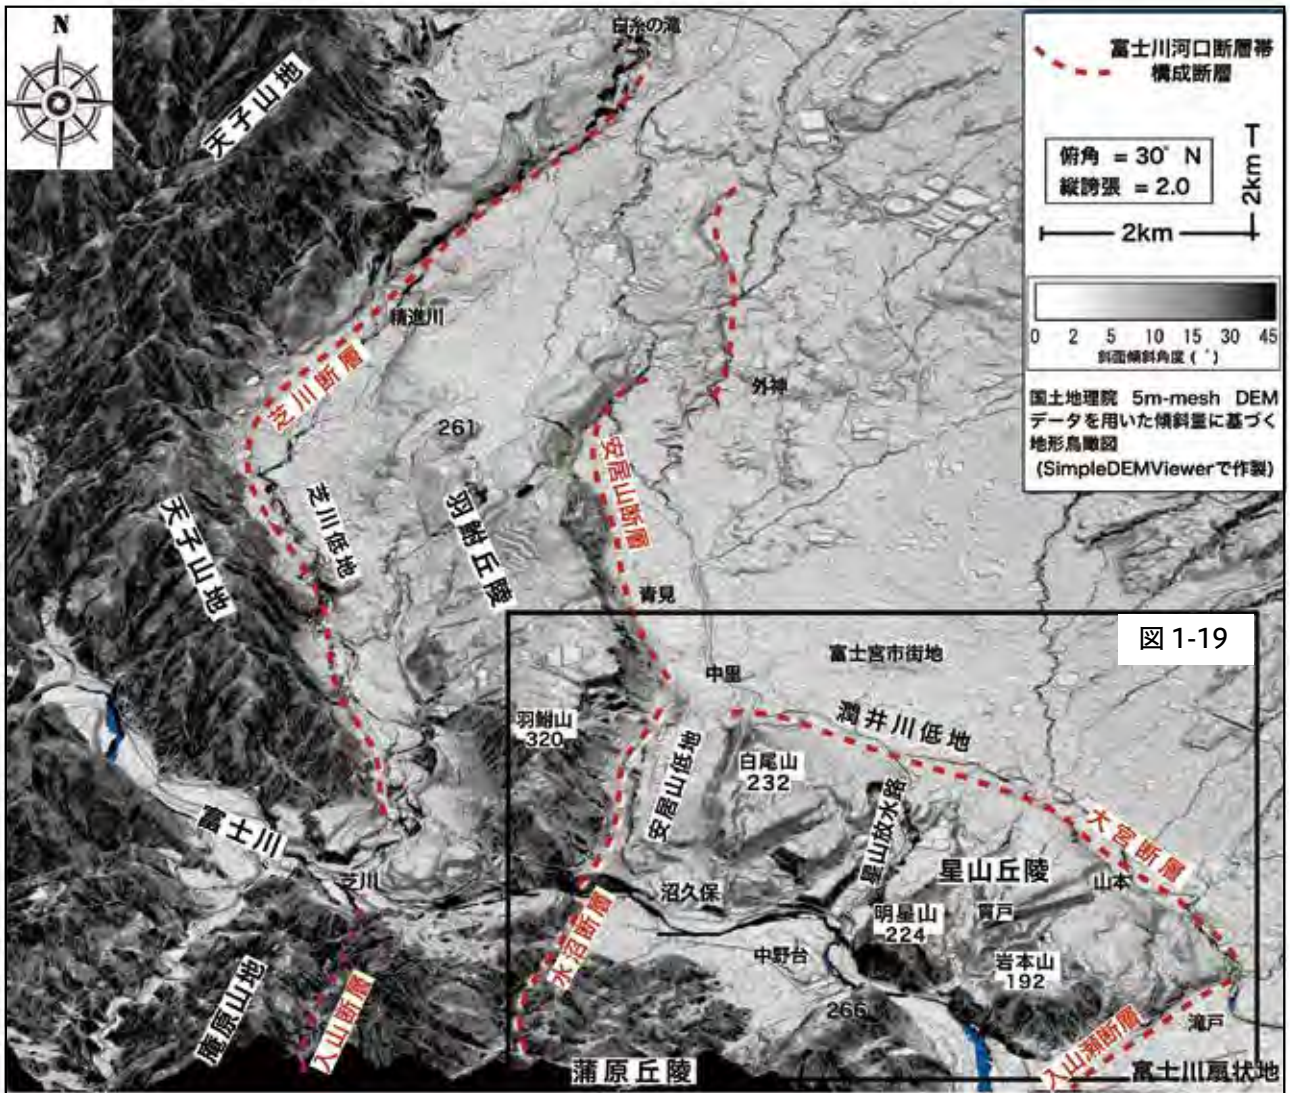 N
白糸の滝
天子山地
富士川河口断層帯
構成断層
俯角 = 30° N
縦誇張 = 2.0
2km
2km
0 2 5 10 15 30 45
斜面傾斜角度(°)
国土地理院 5m-mesh DEM
データを用いた傾斜量に基づく
地形鳥瞰図
(SimpleDEMViewerで作製)
精進川
芝川断層
外神
261
安居山断層
羽鮒丘陵
芝川低地
天子山地
青見
図 1-19
富士宮市街地
中里
潤井川低地
羽鮒山
320
安居山低地
白尾山
232
星山放水路
大宮断層
富士川
芝川
沼久保
星山丘陵
山本
水沼断層
明星山
224
貫戸
中野台
岩本山
192
庵原山地
入山断層
266
滝戸
入山瀬断層
蒲原丘陵
富士川扇状地